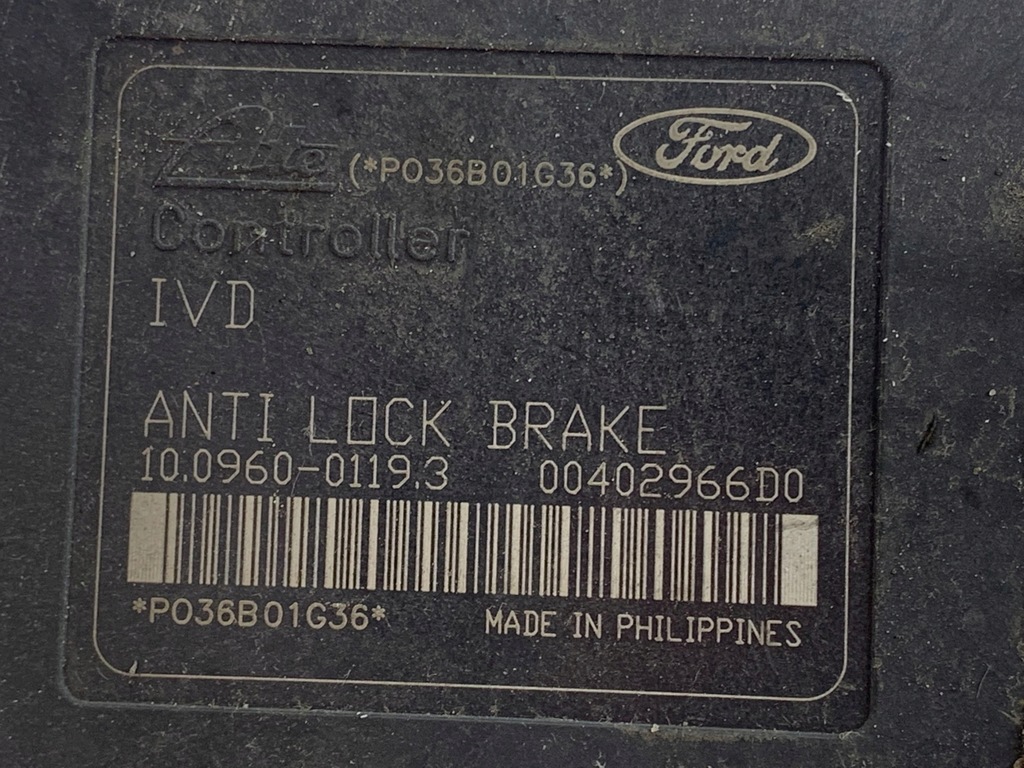 Ate (*P036B01G36*) Ford
Controller
IVD
ANTI LOCK BRAKE
10.0960-0119.3 00402966D0
*P036B01G36* MADE IN PHILIPPINES